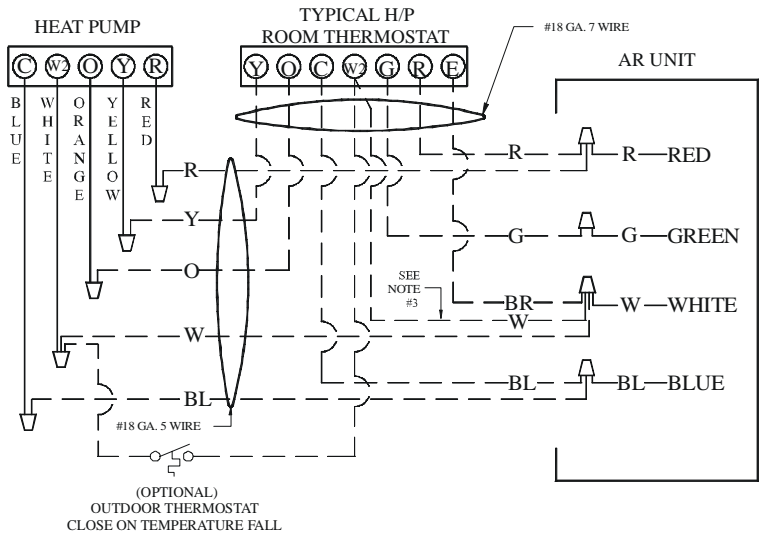 HEAT PUMP
TYPICAL H/P
ROOM THERMOSTAT
#18 GA. 7 WIRE
AR UNIT
C W2 O Y R
Y O C W2 G R E
BLUE
WHITE
ORANGE
YELLOW
RED
R
R R RED
Y
G G GREEN
O
SEE
NOTE
#3
BR W WHITE
W
W
BL BL BLUE
BL
#18 GA. 5 WIRE
(OPTIONAL)
OUTDOOR THERMOSTAT
CLOSE ON TEMPERATURE FALL